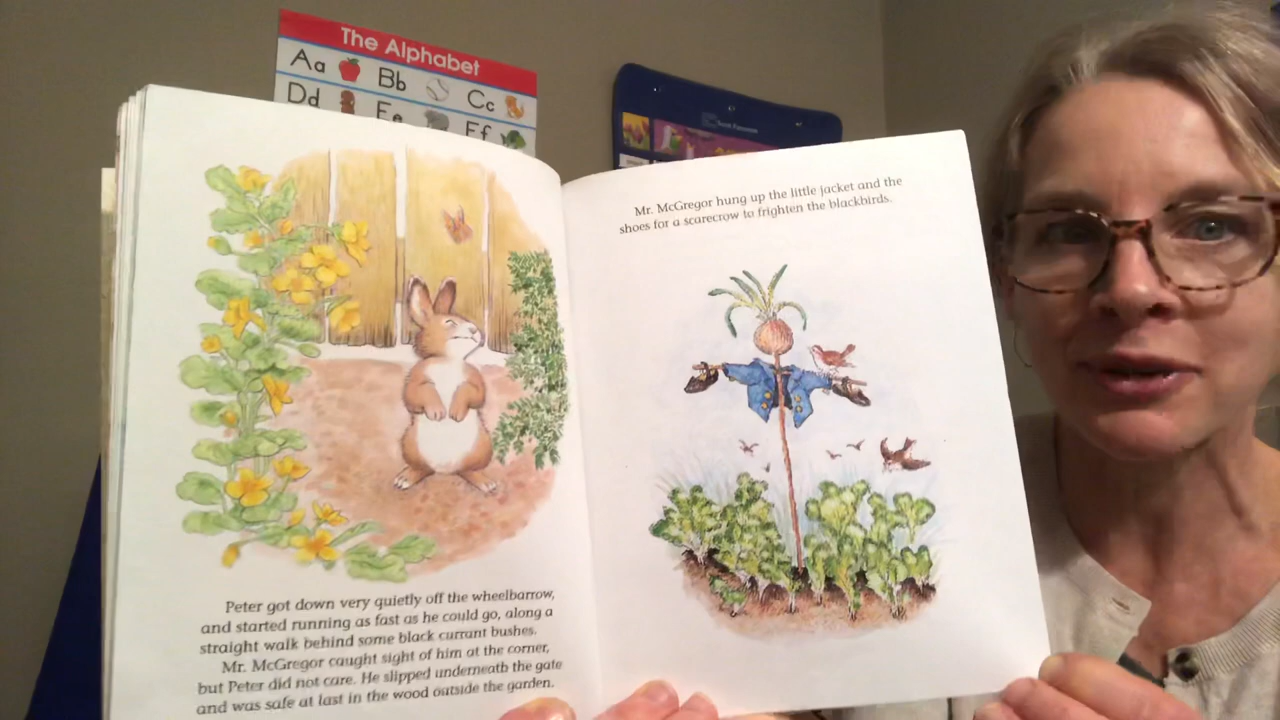 The Alphabet
Aa Bb Cc
Dd Ee Ff
Mr. McGregor hung up the little jacket and the
shoes for a scarecrow to frighten the blackbirds.
Peter got down very quietly off the wheelbarrow,
and started running as fast as he could go, along a
straight walk behind some black currant bushes.
Mr. McGregor caught sight of him at the corner,
but Peter did not care. He slipped underneath the gate
and was safe at last in the wood outside the garden.